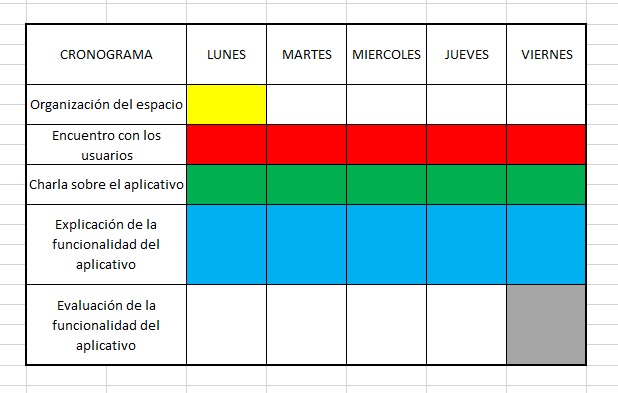 CRONOGRAMA LUNES MARTES MIERCOLES JUEVES VIERNES
Organización del espacio
Encuentro con los
usuarios
Charla sobre el aplicativo
Explicación de la
funcionalidad del
aplicativo
Evaluación de la
funcionalidad del
aplicativo